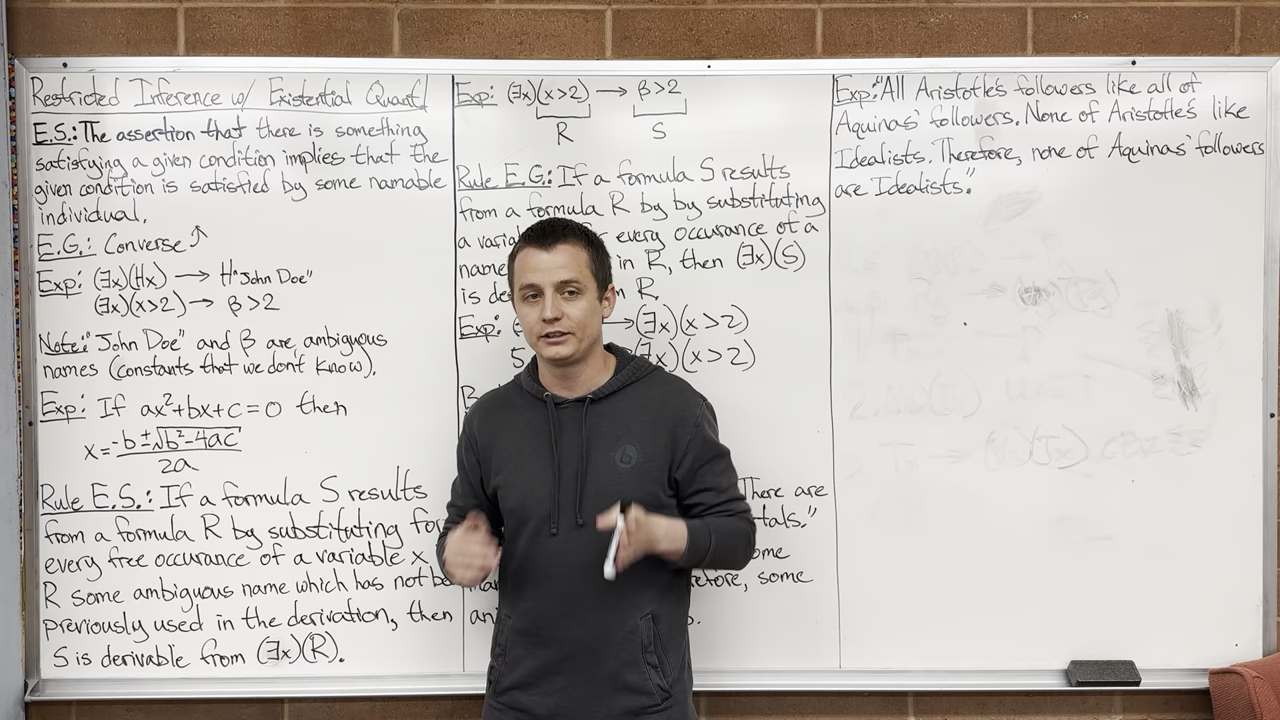 Restricted Inference w/ Existential Quant!
E.S.: The assertion that there is something
satisfying a given condition implies that the
given condition is satisfied by some namable
individual.
E.G.: Converse ↑
Exp: (∃x)(Hx) → H"John Doe"
(∃x)(x>2) → β>2
Note: "John Doe" and β are ambiguous
names (constants that we don't know).
Exp: If ax²+bx+c=0 then
x=-b±√b²-4ac
2a
Rule E.S.: If a formula S results
from a formula R by substituting for
every free occurance of a variable x
R some ambiguous name which has not be
previously used in the derivation, then
S is derivable from (∃x)(R).
Exp: (∃x)(x>2) → β>2
R S
Rule E.G.: If a formula S results
from a formula R by by substituting
a every occurance of a
name in R, then (∃x)(S)
is R
Exp: →(∃x)(x>2)
5 (∃x)(x>2)
There are
some
Exp: "All Aristotle's followers like all of
Aquinas' followers. None of Aristotle's like
Idealists. Therefore, none of Aquinas' followers
are Idealists."